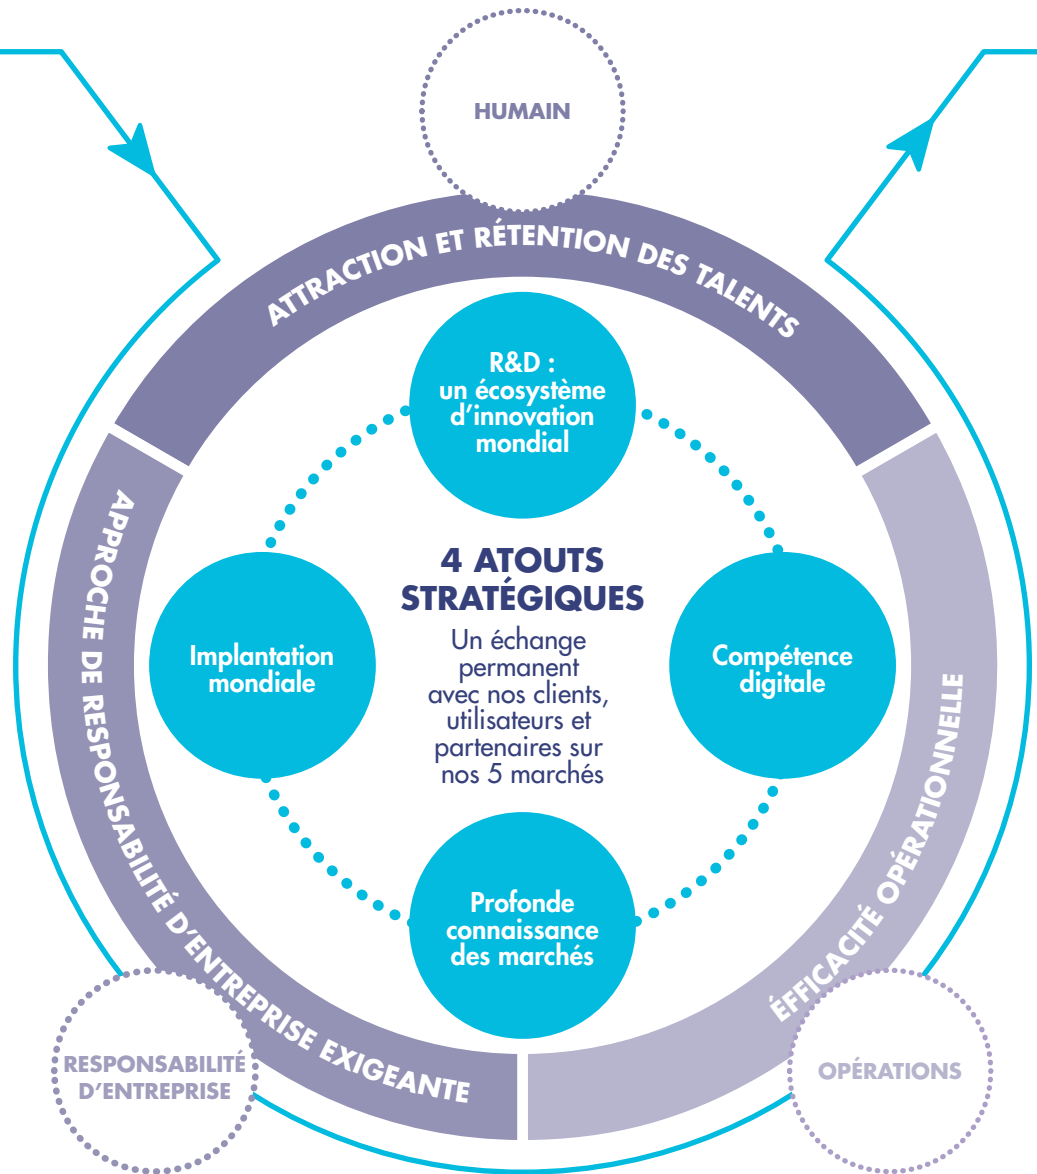 HUMAIN
ATTRACTION ET RÉTENTION DES TALENTS
R&D :
un écosystème
d’innovation
mondial
4 ATOUTS
STRATÉGIQUES
Un échange
permanent
avec nos clients,
utilisateurs et
partenaires sur
nos 5 marchés
Implantation
mondiale
Compétence
digitale
Profonde
connaissance
des marchés
APPROCHE DE RESPONSABILITÉ D’ENTREPRISE EXIGEANTE
ÉFFICACITÉ OPÉRATIONNELLE
RESPONSABILITÉ
D’ENTREPRISE
OPÉRATIONS